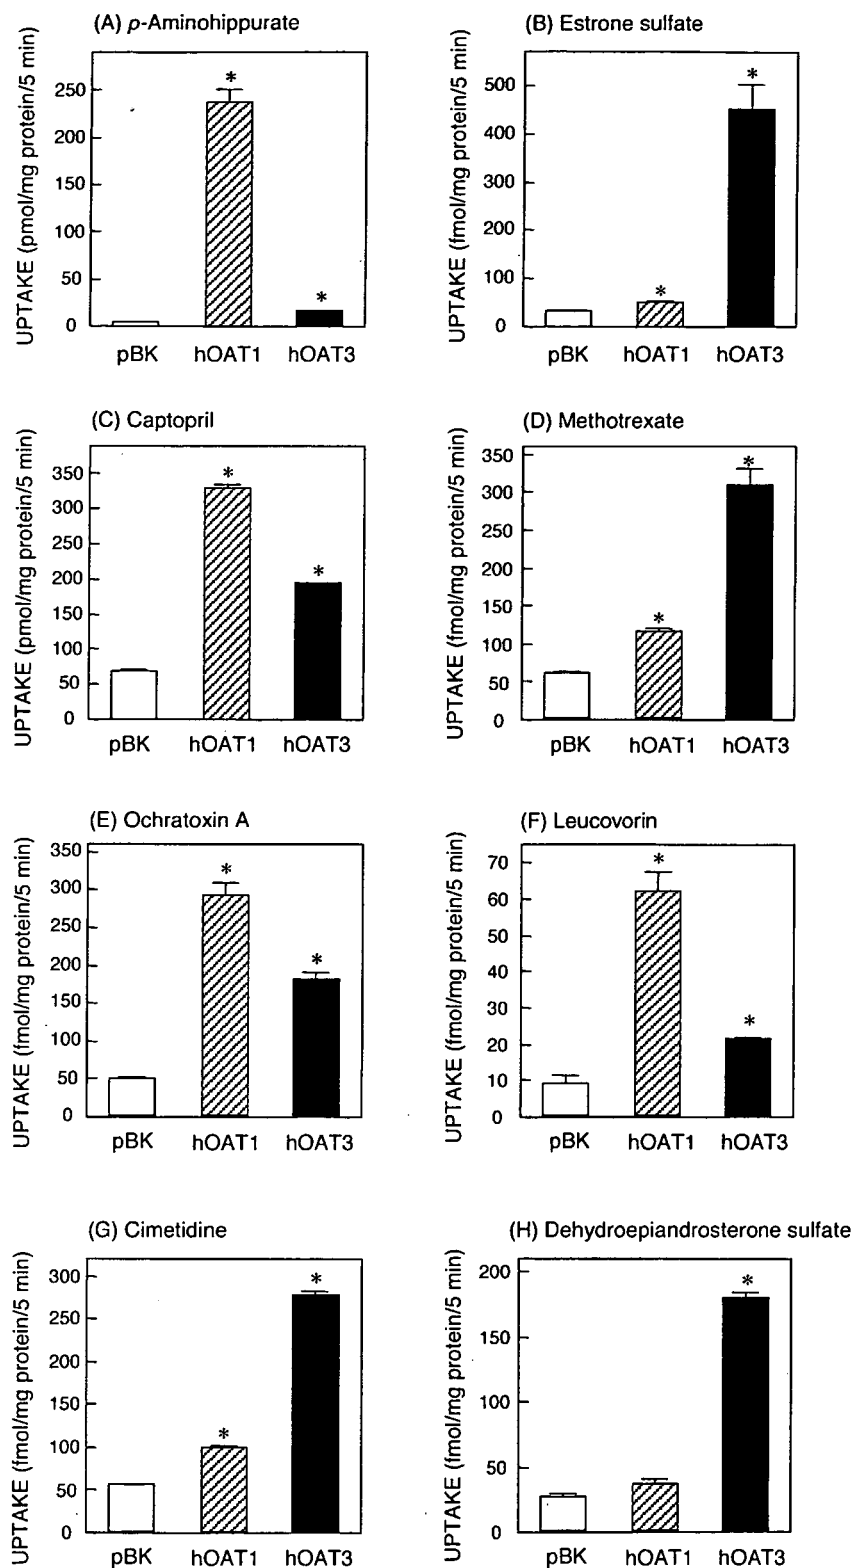 (A) ρ-Aminohippurate
UPTAKE (pmol/mg protein/5 min)
250
200
150
100
50
0
*
*
pBK hOAT1 hOAT3
(B) Estrone sulfate
UPTAKE (fmol/mg protein/5 min)
500
400
300
200
100
0
*
*
pBK hOAT1 hOAT3
(C) Captopril
UPTAKE (pmol/mg protein/5 min)
350
300
250
200
150
100
50
0
*
*
pBK hOAT1 hOAT3
(D) Methotrexate
UPTAKE (fmol/mg protein/5 min)
350
300
250
200
150
100
50
0
*
*
pBK hOAT1 hOAT3
(E) Ochratoxin A
UPTAKE (fmol/mg protein/5 min)
350
300
250
200
150
100
50
0
*
*
pBK hOAT1 hOAT3
(F) Leucovorin
UPTAKE (fmol/mg protein/5 min)
70
60
50
40
30
20
10
0
*
*
pBK hOAT1 hOAT3
(G) Cimetidine
UPTAKE (fmol/mg protein/5 min)
300
250
200
150
100
50
0
*
*
pBK hOAT1 hOAT3
(H) Dehydroepiandrosterone sulfate
UPTAKE (fmol/mg protein/5 min)
200
150
100
50
0
*
pBK hOAT1 hOAT3